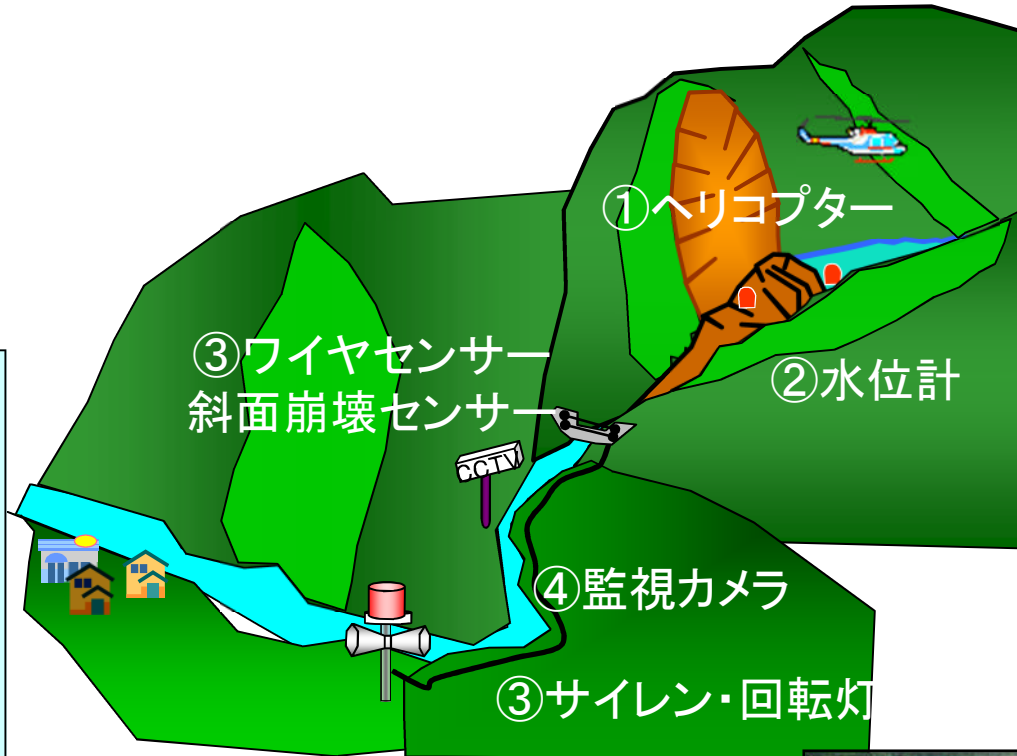 ①ヘリコプター
③ワイヤセンサー
斜面崩壊センサー
②水位計
CCTV
④監視カメラ
③サイレン・回転灯